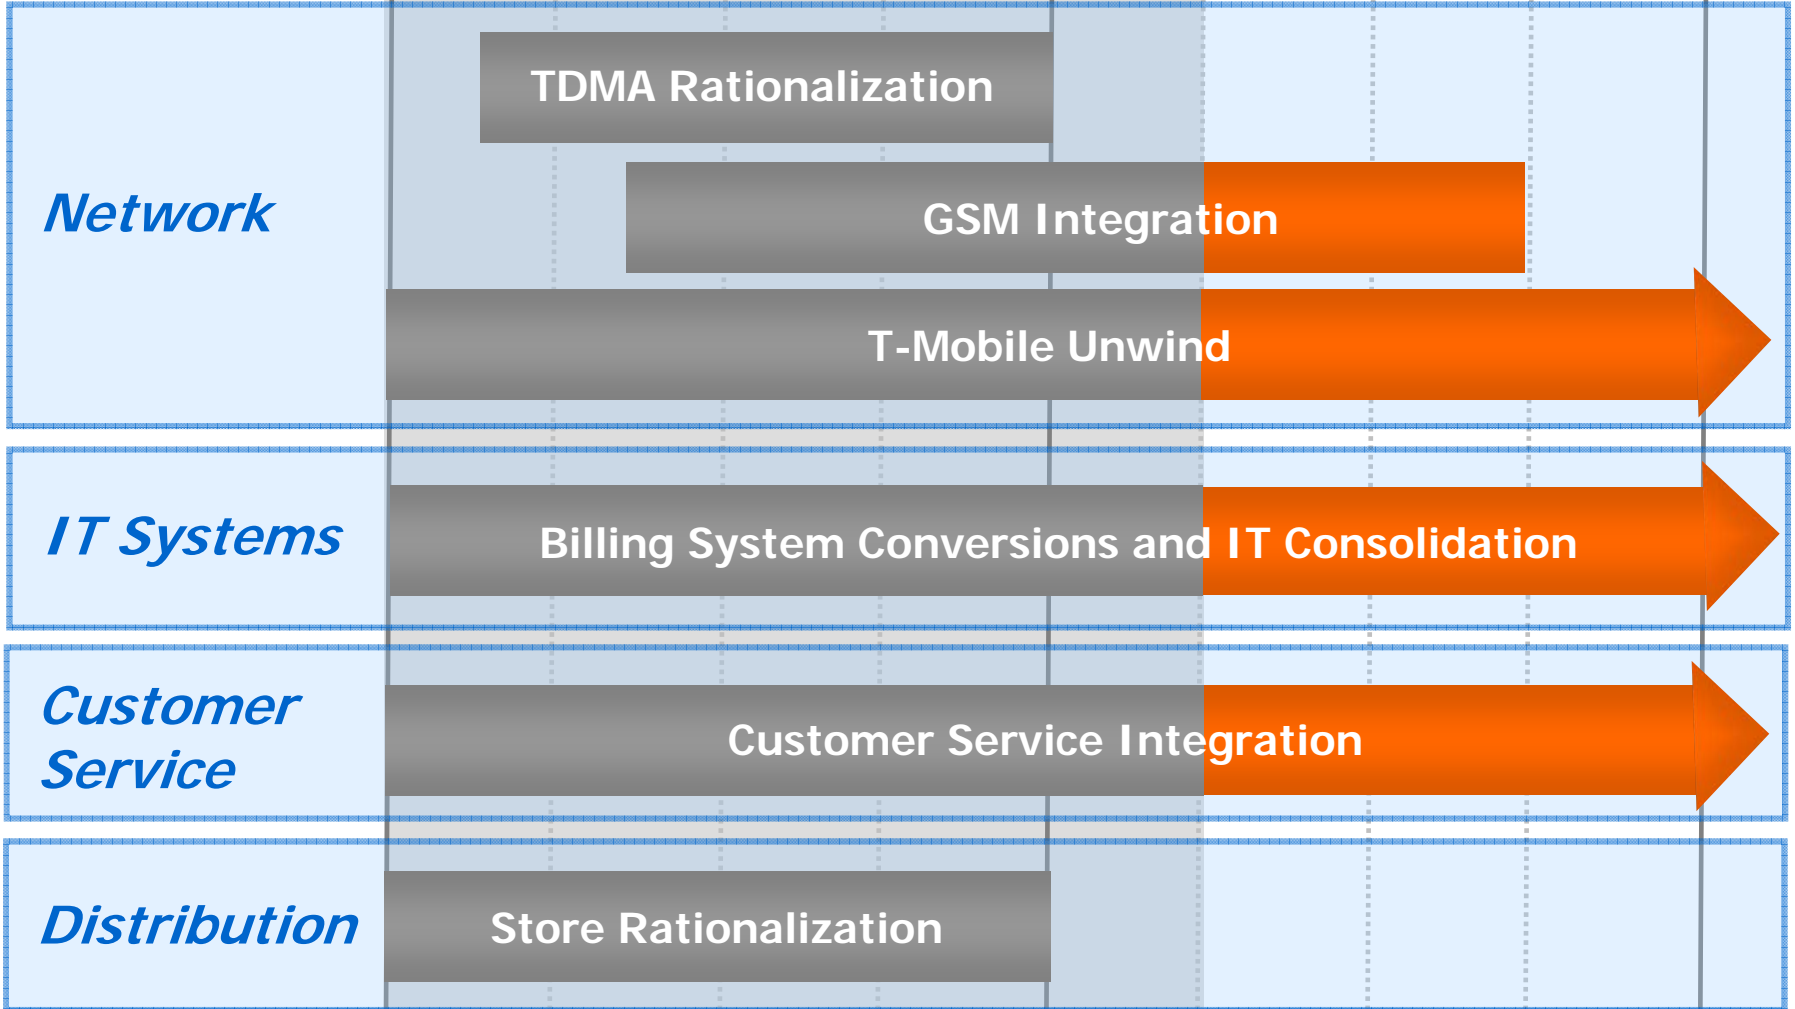 TDMA Rationalization
Network
GSM Integration
T-Mobile Unwind
IT Systems
Billing System Conversions and IT Consolidation
Customer
Service
Customer Service Integration
Distribution
Store Rationalization